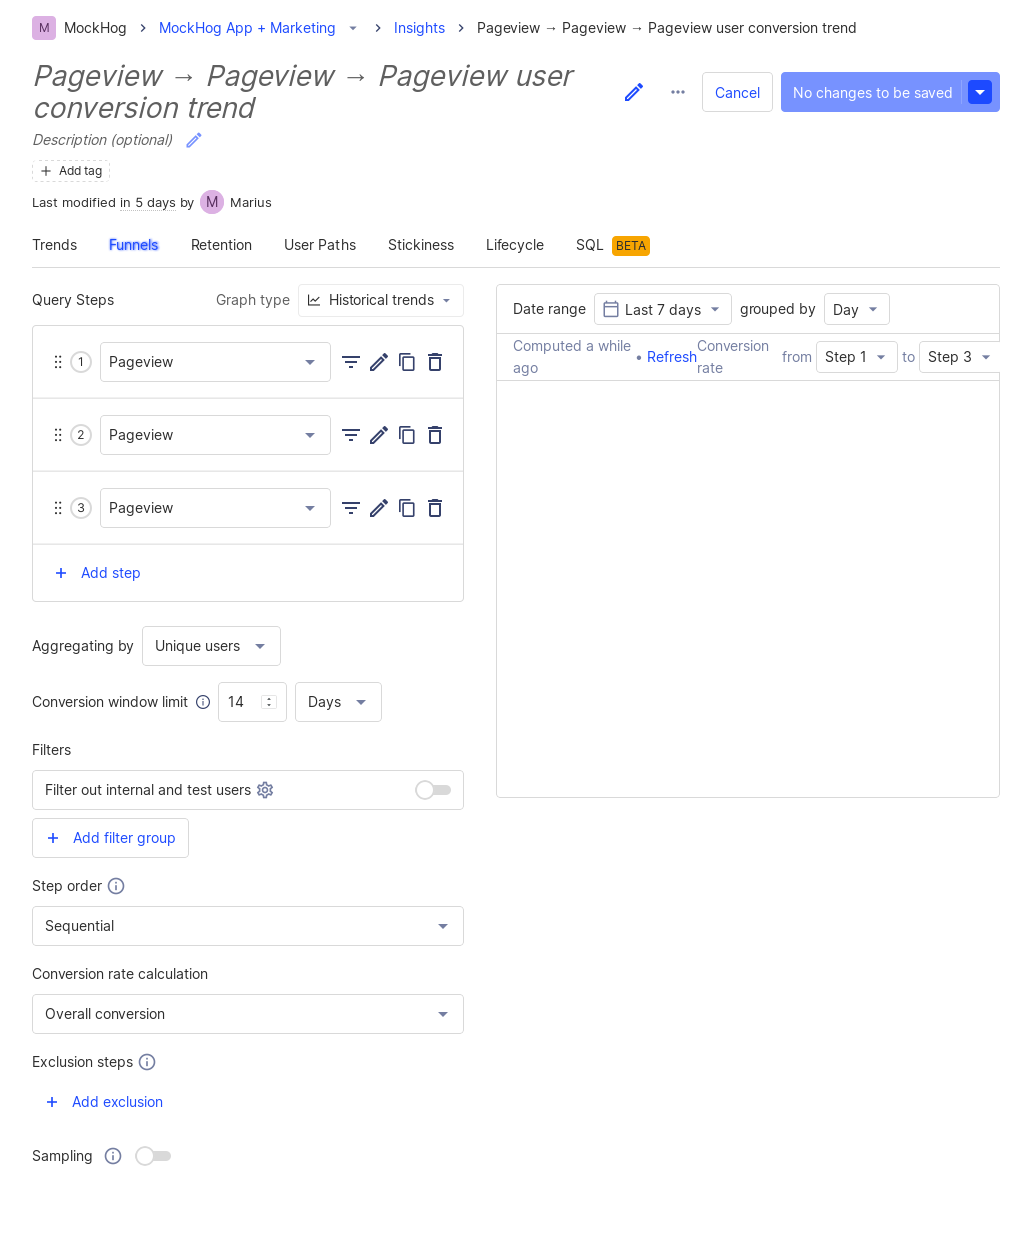 M MockHog > MockHog App + Marketing > Insights > Pageview → Pageview → Pageview user conversion trend
Pageview → Pageview → Pageview user
conversion trend
Cancel
No changes to be saved
Description (optional)
+ Add tag
Last modified in 5 days by M Marius
Trends Funnels Retention User Paths Stickiness Lifecycle SQL BETA
Query Steps
Graph type Historical trends
1 Pageview
2 Pageview
3 Pageview
+ Add step
Aggregating by Unique users
Conversion window limit 14 Days
Filters
Filter out internal and test users
+ Add filter group
Step order
Sequential
Conversion rate calculation
Overall conversion
Exclusion steps
+ Add exclusion
Sampling
Date range Last 7 days grouped by Day
Computed a while
ago
• Refresh
Conversion
rate
from Step 1 to Step 3